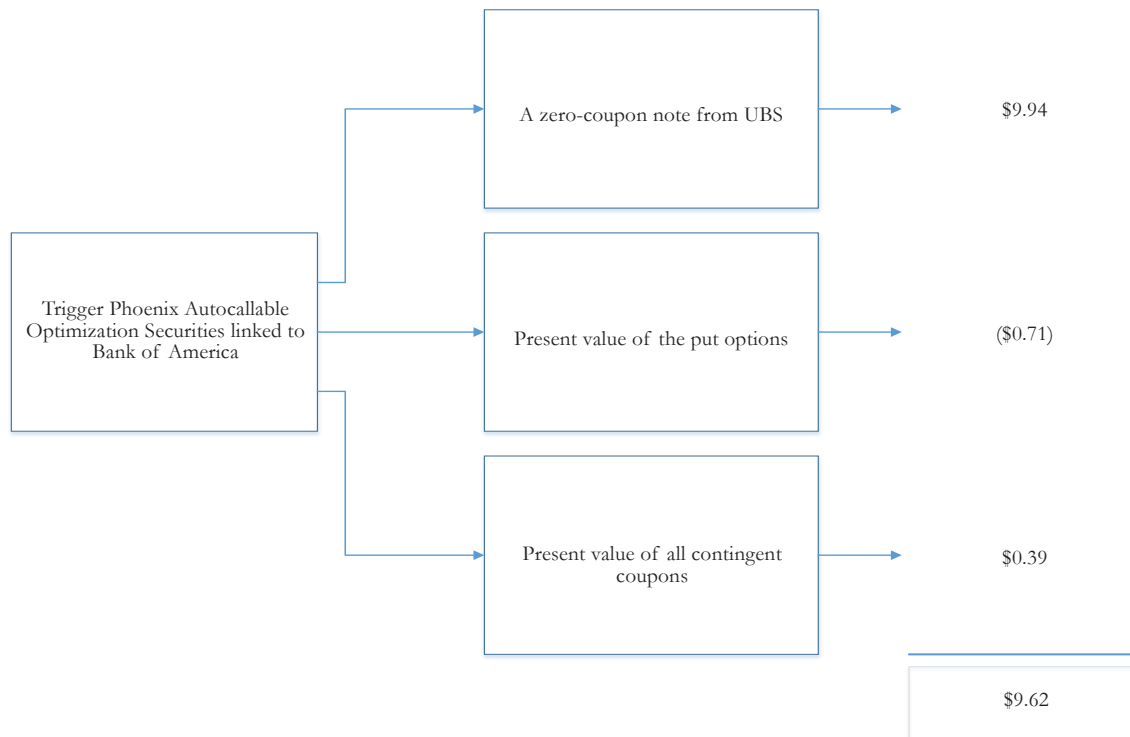 A zero-coupon note from UBS
$9.94
Trigger Phoenix Autocallable
Optimization Securities linked to
Bank of America
Present value of the put options
($0.71)
Present value of all contingent
coupons
$0.39
$9.62